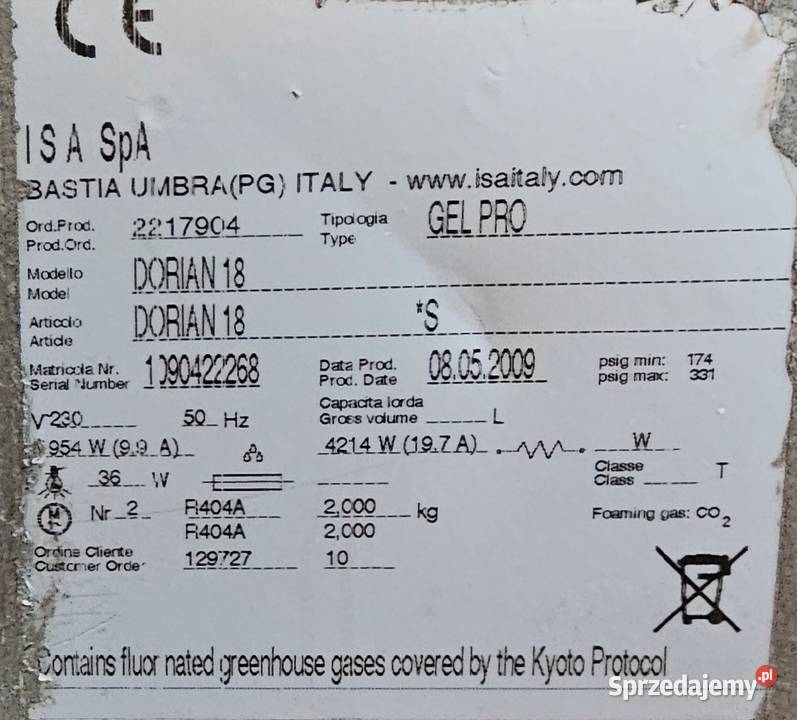 CE
ISA SpA
BASTIA UMBRA(PG) ITALY - www.isaitaly.com
Ord.Prod. 2217904 Tipologia GEL PRO
Prod.Ord. Type
Modello DORIAN 18
Model
Articolo DORIAN 18 *S
Article
Matricola Nr. 1090422268 Data Prod. 08.05.2009 psig min: 174
Serial Number Prod. Date psig max: 331
V 230 50 Hz Capacita lorda
Gross volume L
954 W (9.9 A) 4214 W (19.7 A) W
36 W Classe
Class T
Nr 2 R404A 2,000 kg Foaming gas: CO2
R404A 2,000
Ordine Cliente 129727 10
Customer Order
Contains fluorinated greenhouse gases covered by the Kyoto Protocol
Sprzedajemy.pl